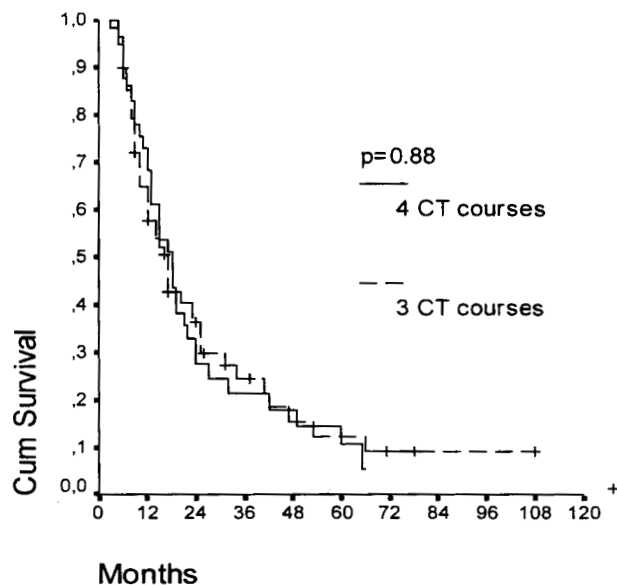 1,0
,9
,8
,7
,6
,5
,4
,3
,2
,1
0,0
Cum Survival
p=0.88
4 CT courses
3 CT courses
0 12 24 36 48 60 72 84 96 108 120
Months